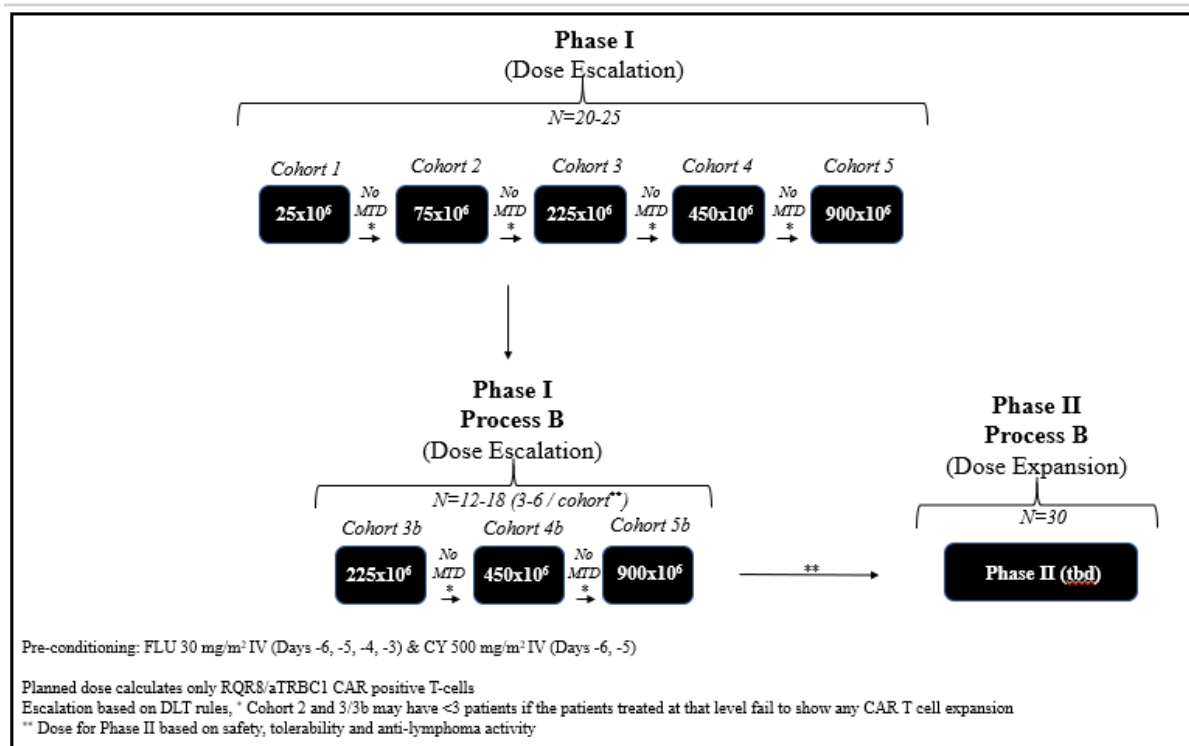 Phase I
(Dose Escalation)
N=20-25
Cohort 1 Cohort 2 Cohort 3 Cohort 4 Cohort 5
25x10⁶ No MTD * 75x10⁶ No MTD * 225x10⁶ No MTD * 450x10⁶ No MTD * 900x10⁶
Phase I
Process B
(Dose Escalation)
N=12-18 (3-6 / cohort**)
Cohort 3b Cohort 4b Cohort 5b
225x10⁶ No MTD * 450x10⁶ No MTD * 900x10⁶
**
Phase II
Process B
(Dose Expansion)
N=30
Phase II (tbd)
Pre-conditioning: FLU 30 mg/m² IV (Days -6, -5, -4, -3) & CY 500 mg/m² IV (Days -6, -5)
Planned dose calculates only RQR8/aTRBC1 CAR positive T-cells
Escalation based on DLT rules, * Cohort 2 and 3/3b may have <3 patients if the patients treated at that level fail to show any CAR T cell expansion
** Dose for Phase II based on safety, tolerability and anti-lymphoma activity